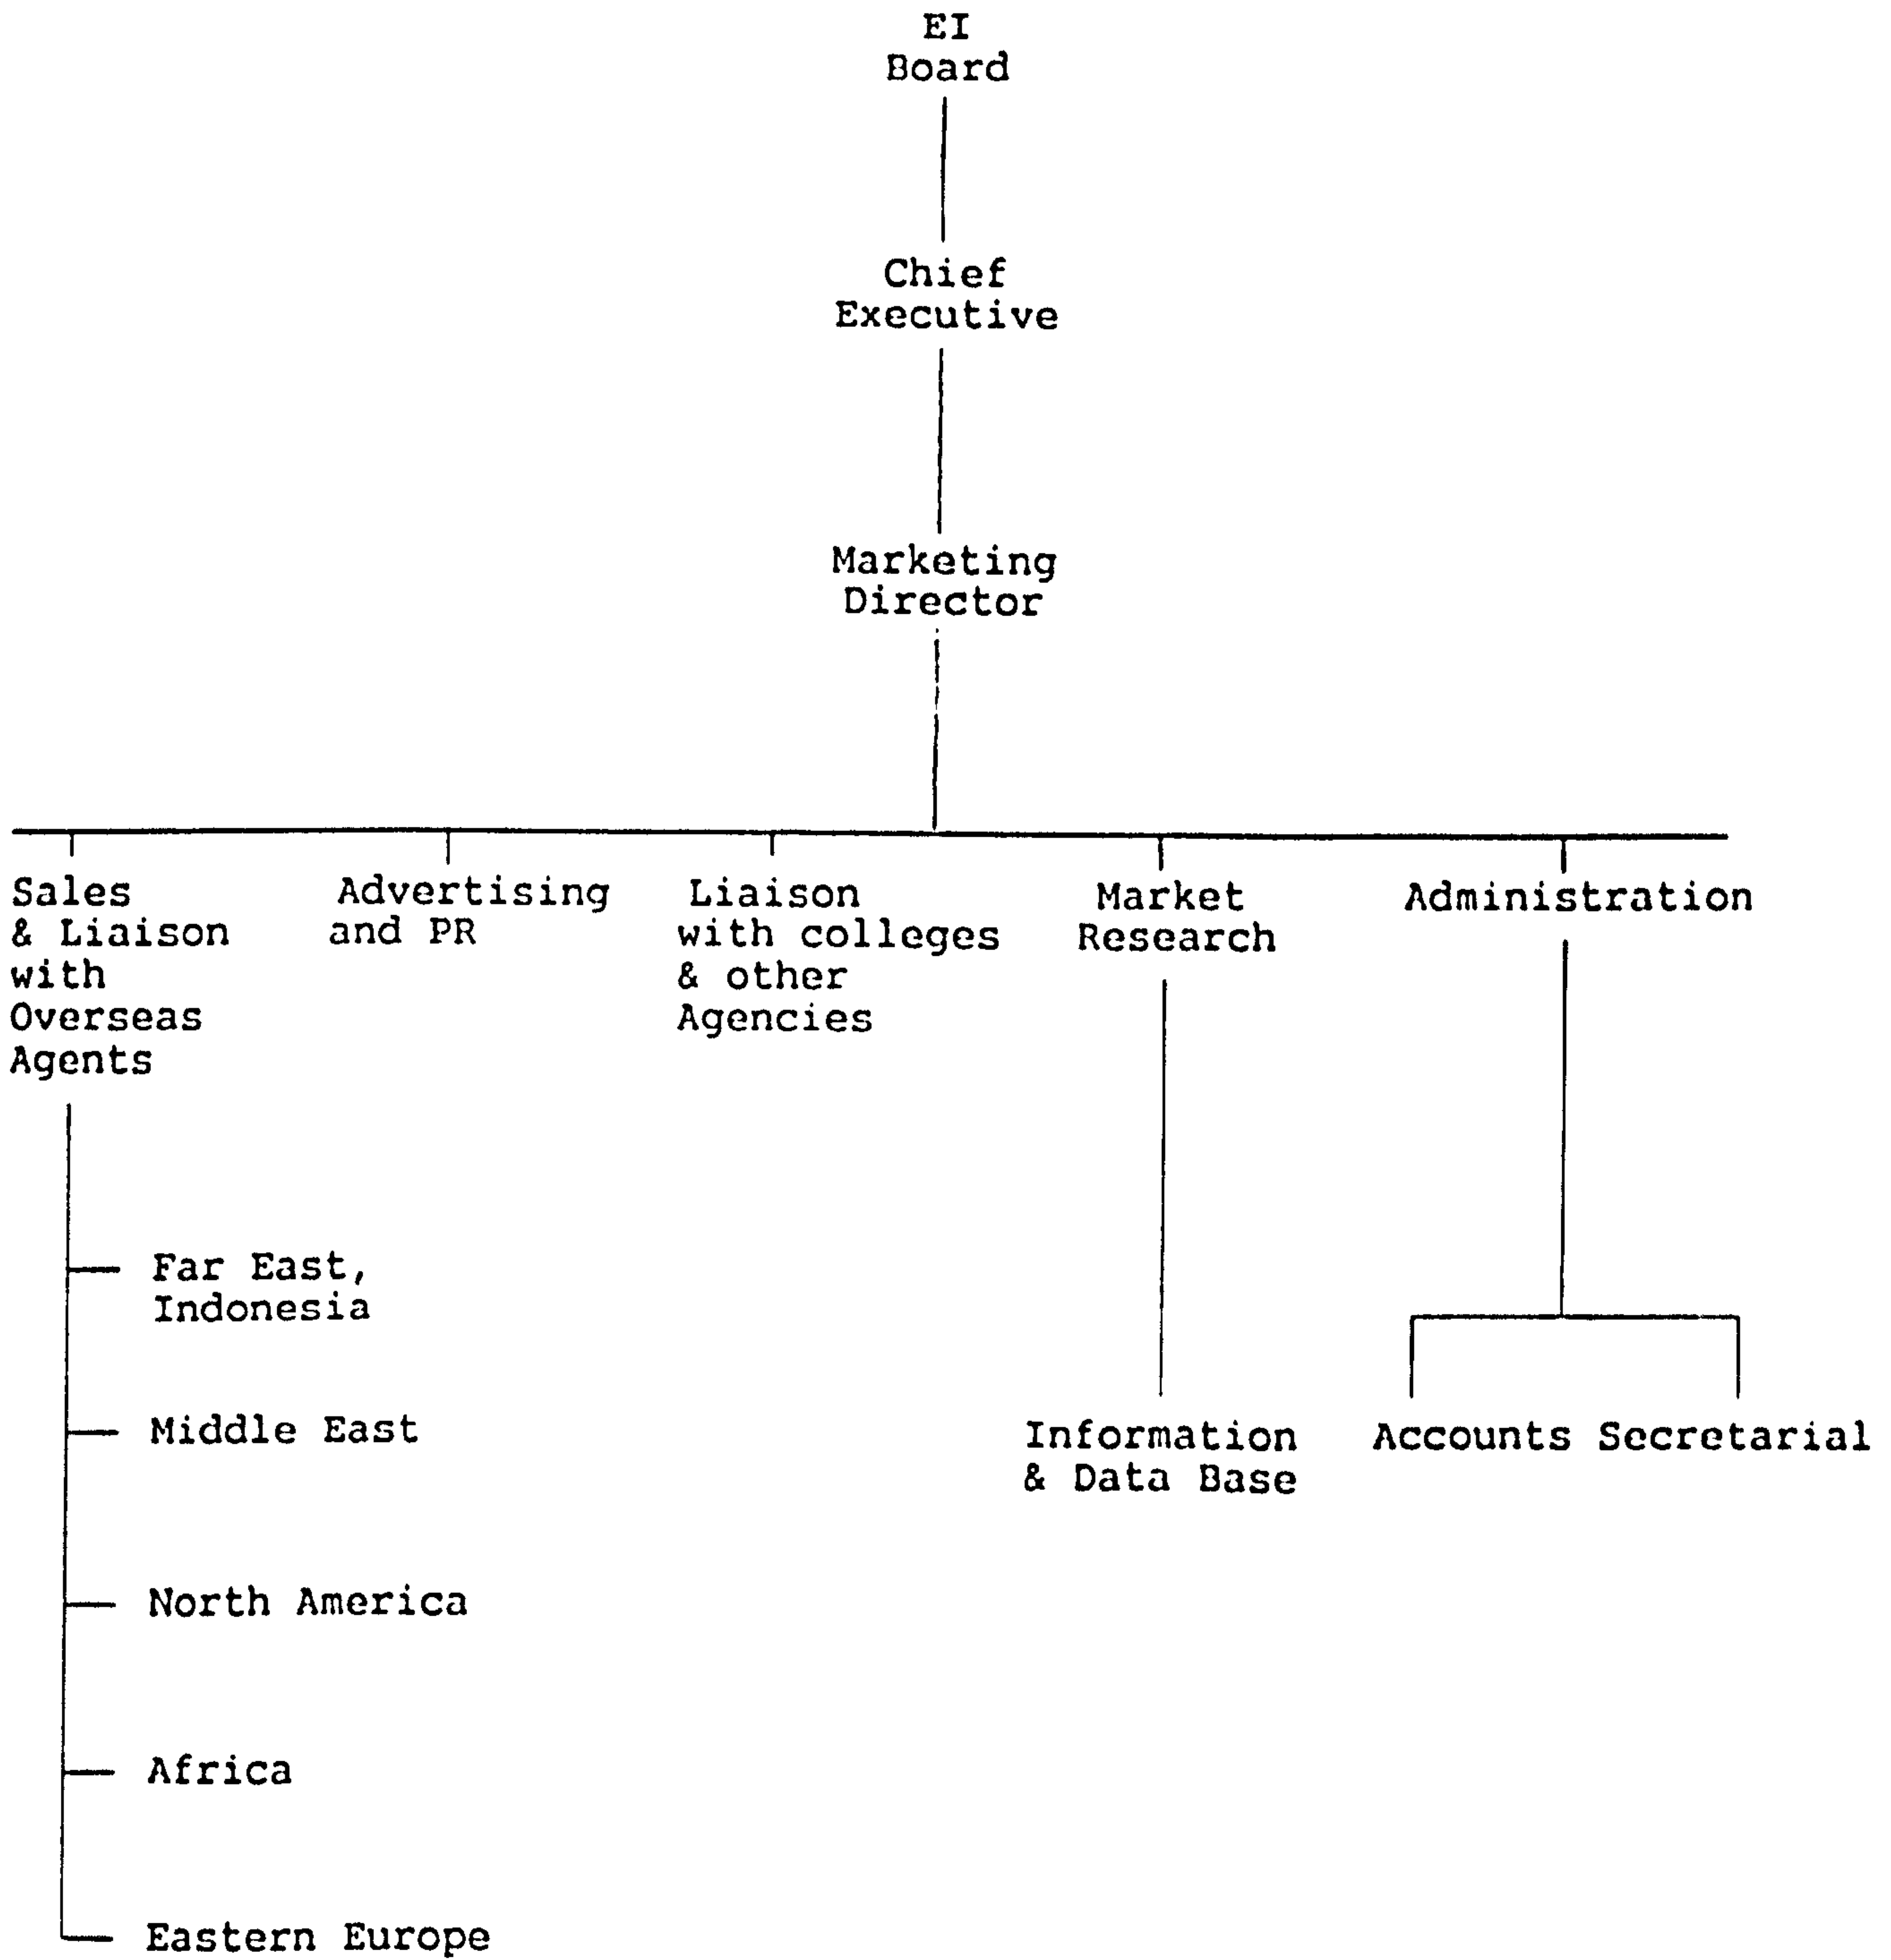 EI
Board
Chief
Executive
Marketing
Director
Sales
& Liaison
with
Overseas
Agents
Advertising
and PR
Liaison
with colleges
& other
Agencies
Market
Research
Administration
Far East,
Indonesia
Middle East
North America
Africa
Eastern Europe
Information
& Data Base
Accounts Secretarial